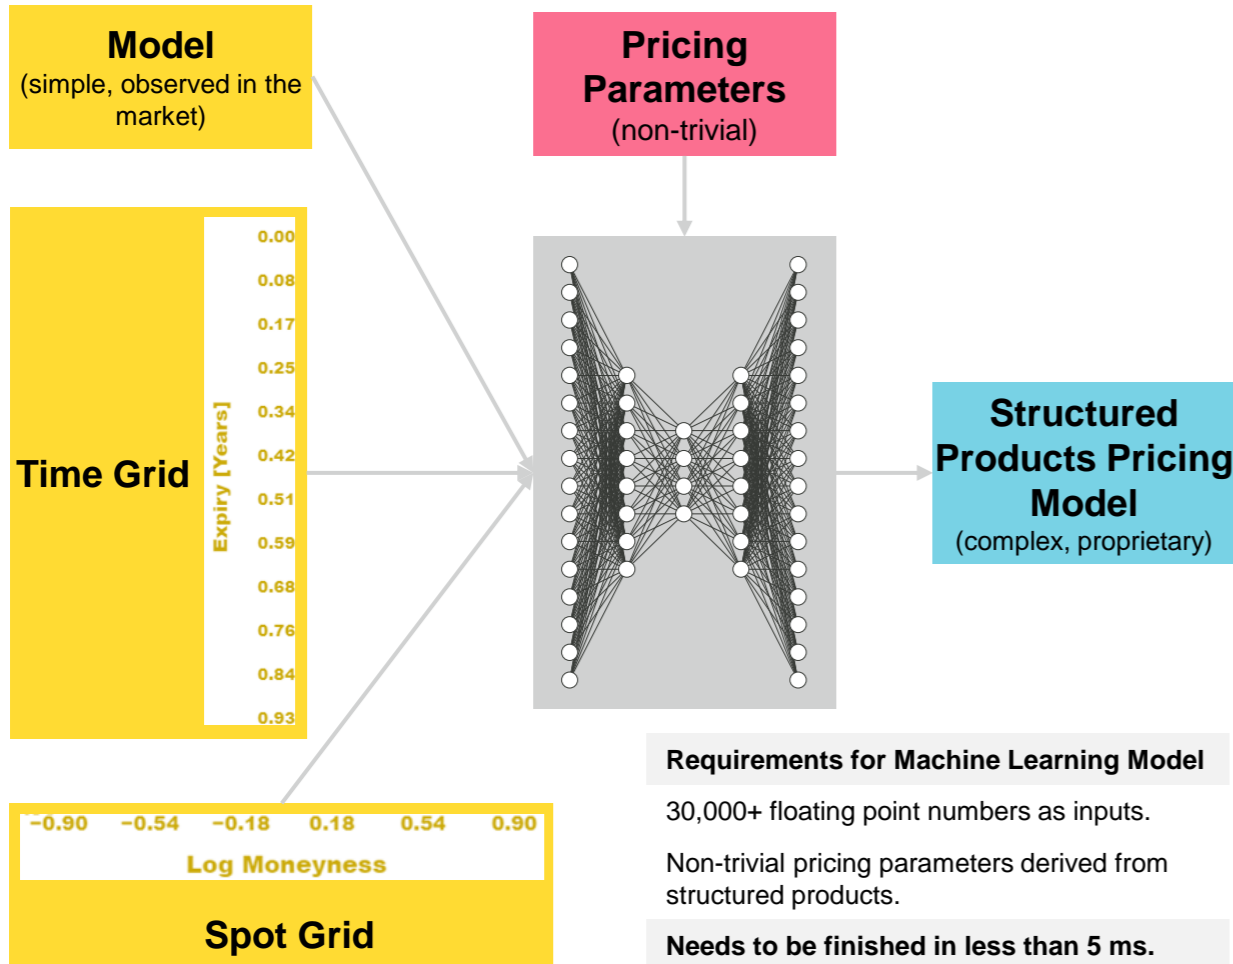 Model
(simple, observed in the
market)
Pricing
Parameters
(non-trivial)
Time Grid
Expiry [Years]
0.00
0.08
0.17
0.25
0.34
0.42
0.51
0.59
0.68
0.76
0.84
0.93
Structured
Products Pricing
Model
(complex, proprietary)
−0.90 −0.54 −0.18 0.18 0.54 0.90
Log Moneyness
Spot Grid
Requirements for Machine Learning Model
30,000+ floating point numbers as inputs.
Non-trivial pricing parameters derived from
structured products.
Needs to be finished in less than 5 ms.